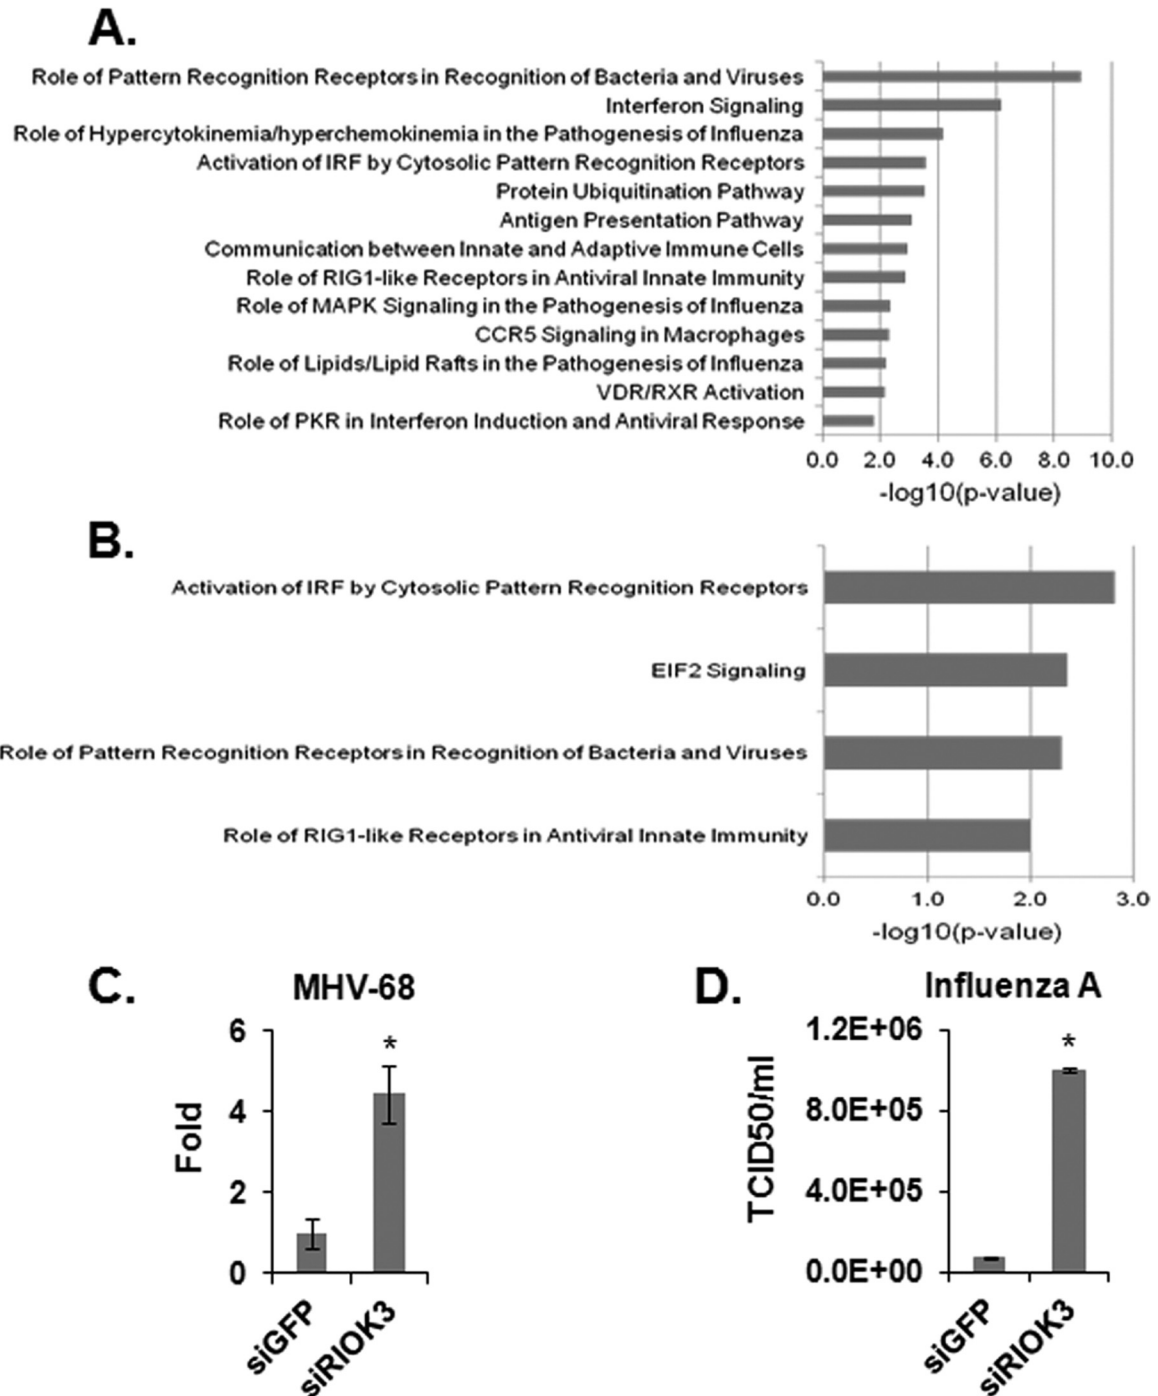 A.
Role of Pattern Recognition Receptors in Recognition of Bacteria and Viruses
Interferon Signaling
Role of Hypercytokinemia/hyperchemokinemia in the Pathogenesis of Influenza
Activation of IRF by Cytosolic Pattern Recognition Receptors
Protein Ubiquitination Pathway
Antigen Presentation Pathway
Communication between Innate and Adaptive Immune Cells
Role of RIG1-like Receptors in Antiviral Innate Immunity
Role of MAPK Signaling in the Pathogenesis of Influenza
CCR5 Signaling in Macrophages
Role of Lipids/Lipid Rafts in the Pathogenesis of Influenza
VDR/RXR Activation
Role of PKR in Interferon Induction and Antiviral Response
0.0 2.0 4.0 6.0 8.0 10.0
-log10(p-value)
B.
Activation of IRF by Cytosolic Pattern Recognition Receptors
EIF2 Signaling
Role of Pattern Recognition Receptors in Recognition of Bacteria and Viruses
Role of RIG1-like Receptors in Antiviral Innate Immunity
0.0 1.0 2.0 3.0
-log10(p-value)
C.
MHV-68
Fold
6
4
2
0
*
siGFP
siRIOK3
D.
Influenza A
TCID50/ml
1.2E+06
8.0E+05
4.0E+05
0.0E+00
*
siGFP
siRIOK3